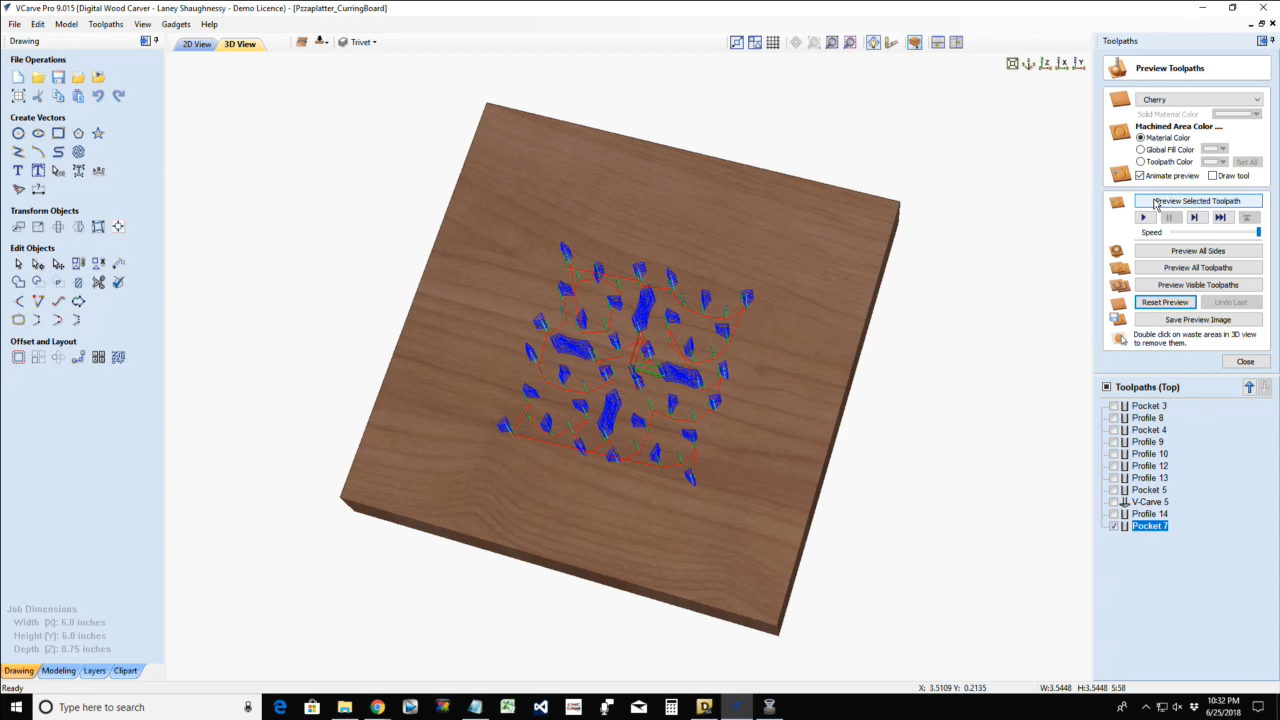 VCarve Pro 9.015 {Digital Wood Carver - Laney Shaughnessy - Demo Licence} - [Pzzaplatter_CurringBoard]
File Edit Model Toolpaths View Gadgets Help
Drawing
2D View 3D View Trivet
File Operations
Create Vectors
Transform Objects
Edit Objects
Offset and Layout
Job Dimensions
Width (X): 6.0 inches
Height (Y): 6.0 inches
Depth (Z): 0.75 inches
Drawing Modeling Layers Clipart
Ready
X: 3.5109 Y: 0.2135 W:3.5448 H:3.5448 S:58
Z X Y
Toolpaths
Preview Toolpaths
Cherry
Solid Material Color
Machined Area Color ....
Material Color
Global Fill Color
Toolpath Color Set All
Animate preview Draw tool
Preview Selected Toolpath
Speed
Preview All Sides
Preview All Toolpaths
Preview Visible Toolpaths
Reset Preview Undo Last
Save Preview Image
Double click on waste areas in 3D view
to remove them.
Close
Toolpaths (Top)
Pocket 3
Profile 8
Pocket 4
Profile 9
Profile 10
Profile 12
Profile 13
Pocket 5
V-Carve 5
Profile 14
Pocket 7
Type here to search
10:32 PM
6/25/2018